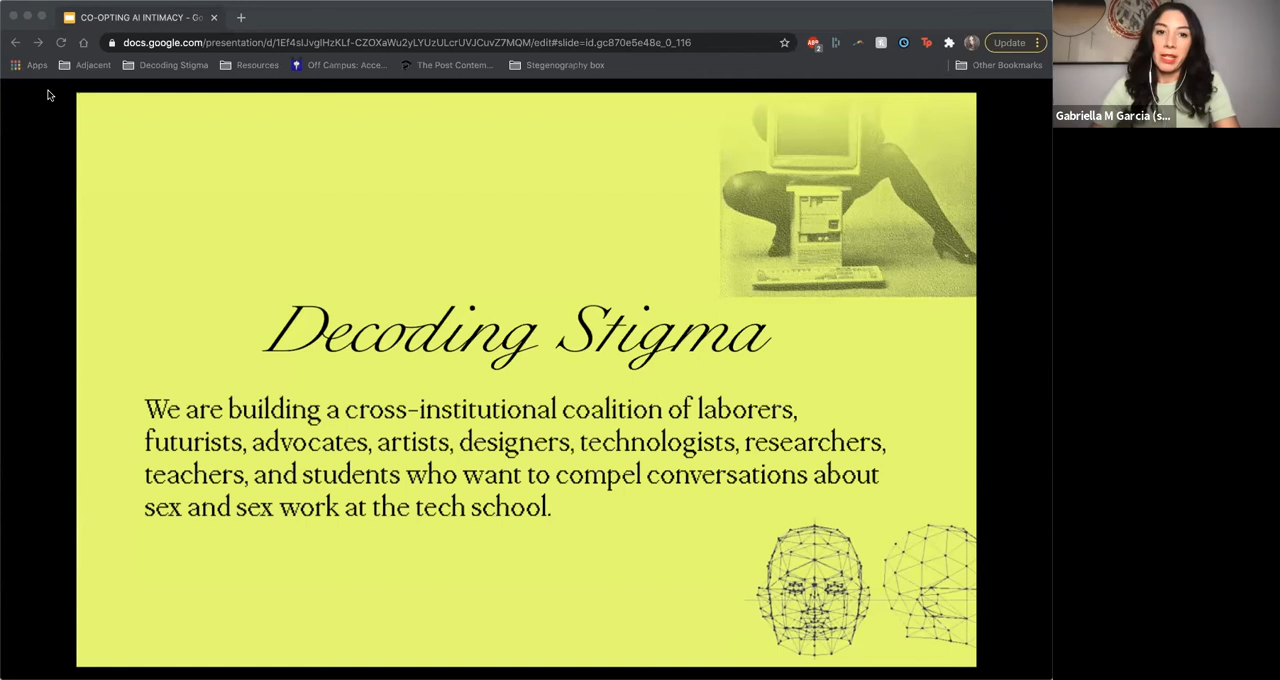 CO-OPTING AI INTIMACY - Go
docs.google.com/presentation/d/1Ef4sIJvgIHzKLf-CZOXaWu2yLYUzULcrUVJCuvZ7MQM/edit#slide=id.gc870e5e48e_0_116
2
Update
Apps
Adjacent
Decoding Stigma
Resources
Off Campus: Acce...
The Post Contem...
Stegenography box
Other Bookmarks
Gabriella M Garcia (s...
Decoding Stigma
We are building a cross-institutional coalition of laborers,
futurists, advocates, artists, designers, technologists, researchers,
teachers, and students who want to compel conversations about
sex and sex work at the tech school.